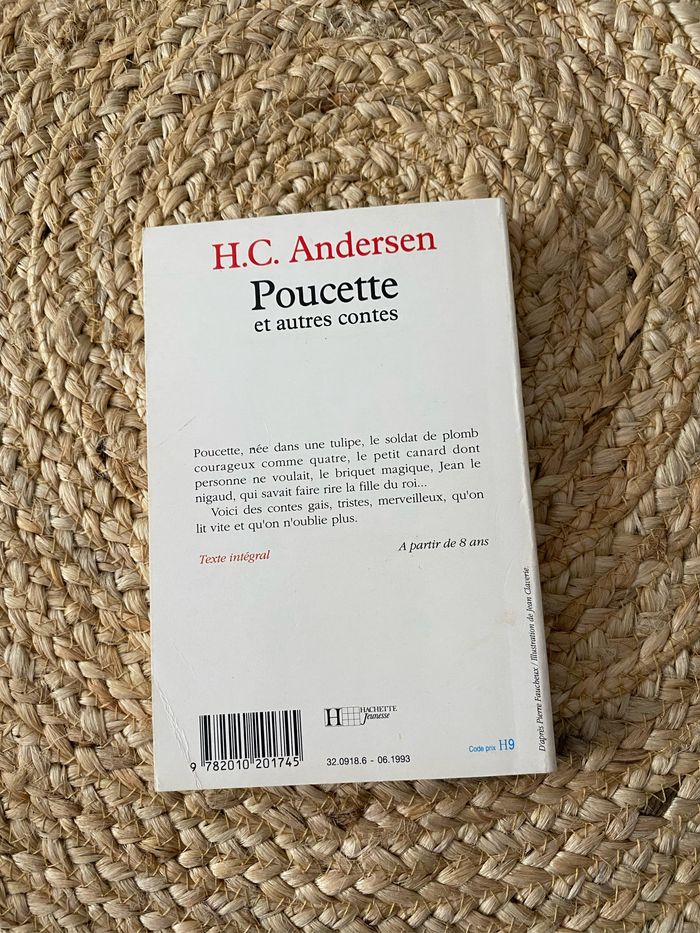 H.C. Andersen
Poucette
et autres contes
Poucette, née dans une tulipe, le soldat de plomb
courageux comme quatre, le petit canard dont
personne ne voulait, le briquet magique, Jean le
nigaud, qui savait faire rire la fille du roi...
Voici des contes gais, tristes, merveilleux, qu'on
lit vite et qu'on n'oublie plus.
Texte intégral
A partir de 8 ans
D'après Pierre Faucheux / Illustration de Jean Claverie.
H HACHETTE
Jeunesse
9 782010 201745
32.0918.6 - 06.1993
Code prix H9